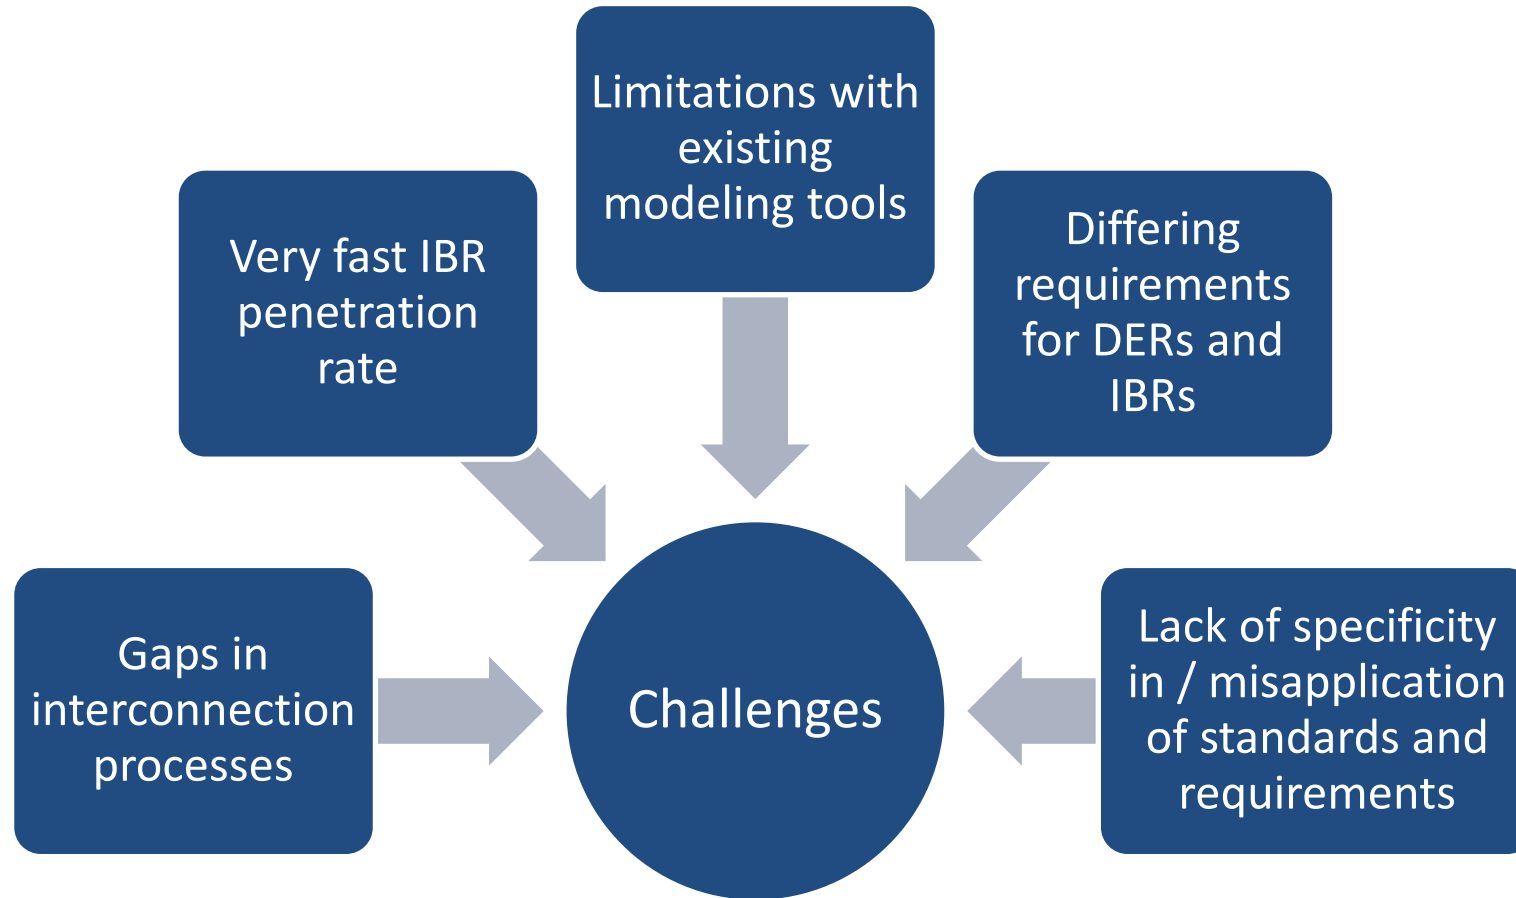 Limitations with
existing
modeling tools
Very fast IBR
penetration
rate
Differing
requirements
for DERs and
IBRs
Gaps in
interconnection
processes
Challenges
Lack of specificity
in / misapplication
of standards and
requirements